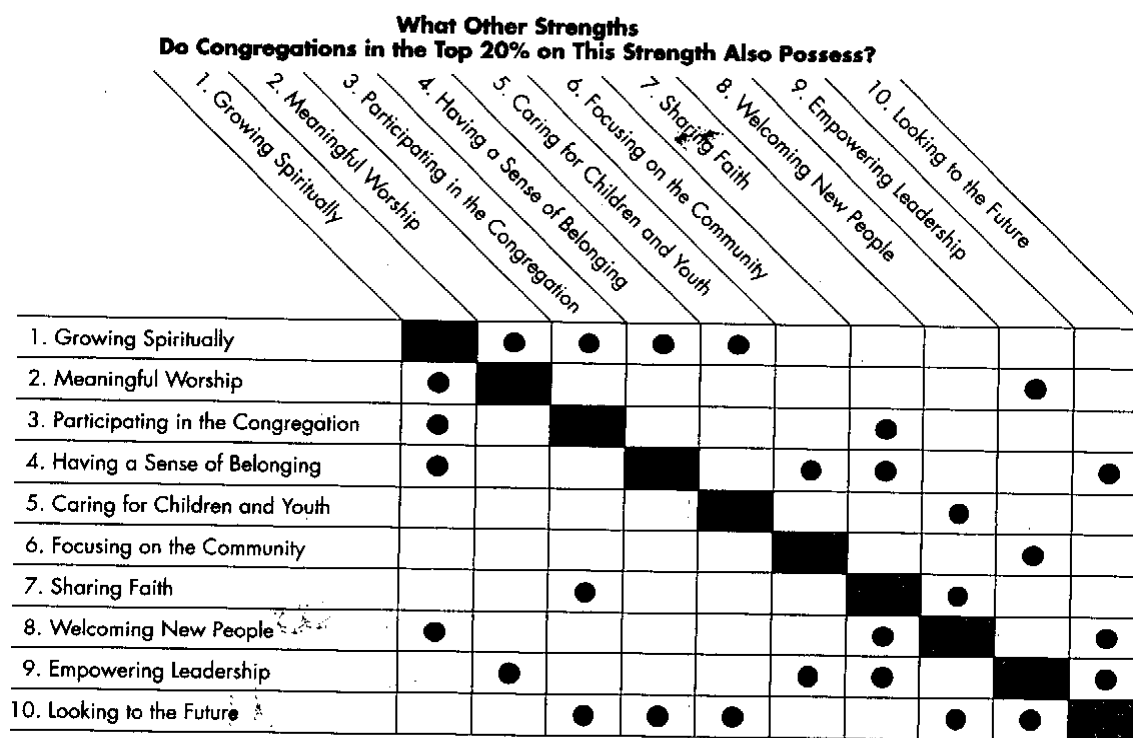 What Other Strengths
Do Congregations in the Top 20% on This Strength Also Possess?
1. Growing Spiritually
2. Meaningful Worship
3. Participating in the Congregation
4. Having a Sense of Belonging
5. Caring for Children and Youth
6. Focusing on the Community
7. Sharing Faith
8. Welcoming New People
9. Empowering Leadership
10. Looking to the Future
1. Growing Spiritually
2. Meaningful Worship
3. Participating in the Congregation
4. Having a Sense of Belonging
5. Caring for Children and Youth
6. Focusing on the Community
7. Sharing Faith
8. Welcoming New People
9. Empowering Leadership
10. Looking to the Future